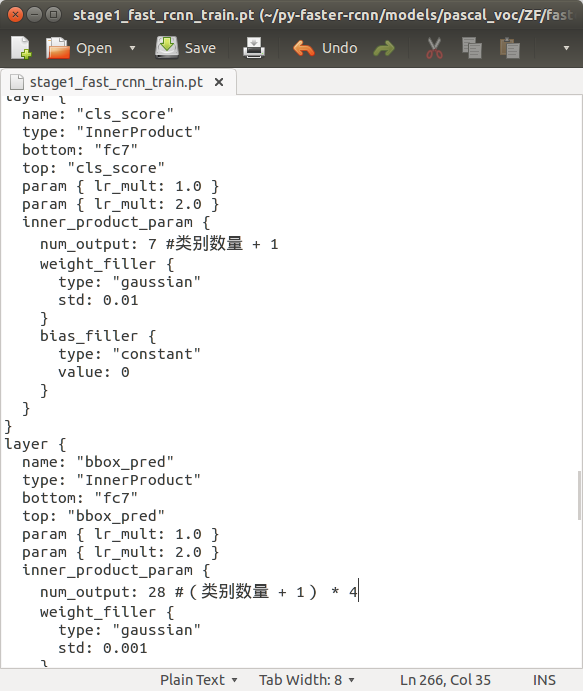 stage1_fast_rcnn_train.pt (~/py-faster-rcnn/models/pascal_voc/ZF/fast
Open Save Undo
stage1_fast_rcnn_train.pt ×
layer {
  name: "cls_score"
  type: "InnerProduct"
  bottom: "fc7"
  top: "cls_score"
  param { lr_mult: 1.0 }
  param { lr_mult: 2.0 }
  inner_product_param {
    num_output: 7 #类别数量 + 1
    weight_filler {
      type: "gaussian"
      std: 0.01
    }
    bias_filler {
      type: "constant"
      value: 0
    }
  }
}
layer {
  name: "bbox_pred"
  type: "InnerProduct"
  bottom: "fc7"
  top: "bbox_pred"
  param { lr_mult: 1.0 }
  param { lr_mult: 2.0 }
  inner_product_param {
    num_output: 28 #（类别数量 + 1） * 4
    weight_filler {
      type: "gaussian"
      std: 0.001
    }
Plain Text Tab Width: 8 Ln 266, Col 35 INS